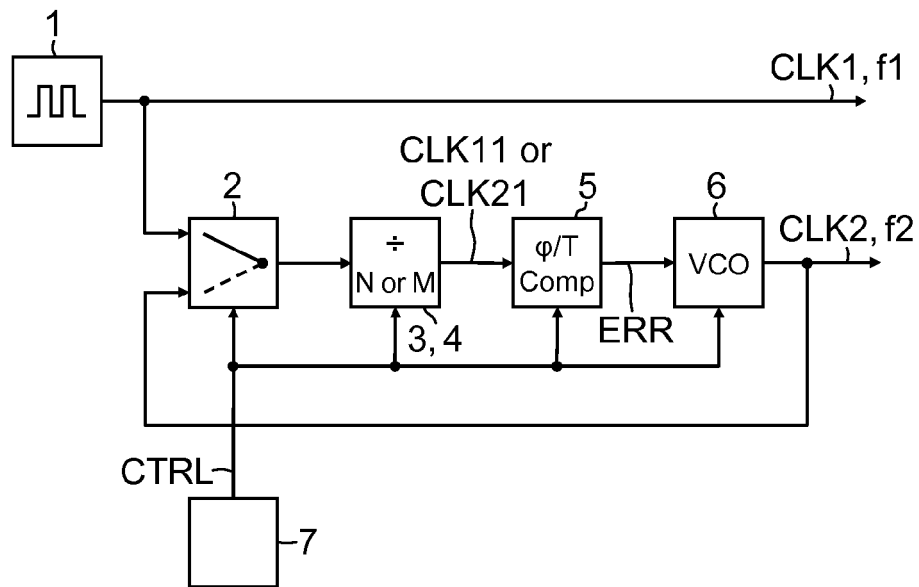 1
CLK1, f1
CLK11 or
CLK21
2
÷
N or M
3, 4
5
φ/T
Comp
ERR
6
VCO
CLK2, f2
CTRL
7